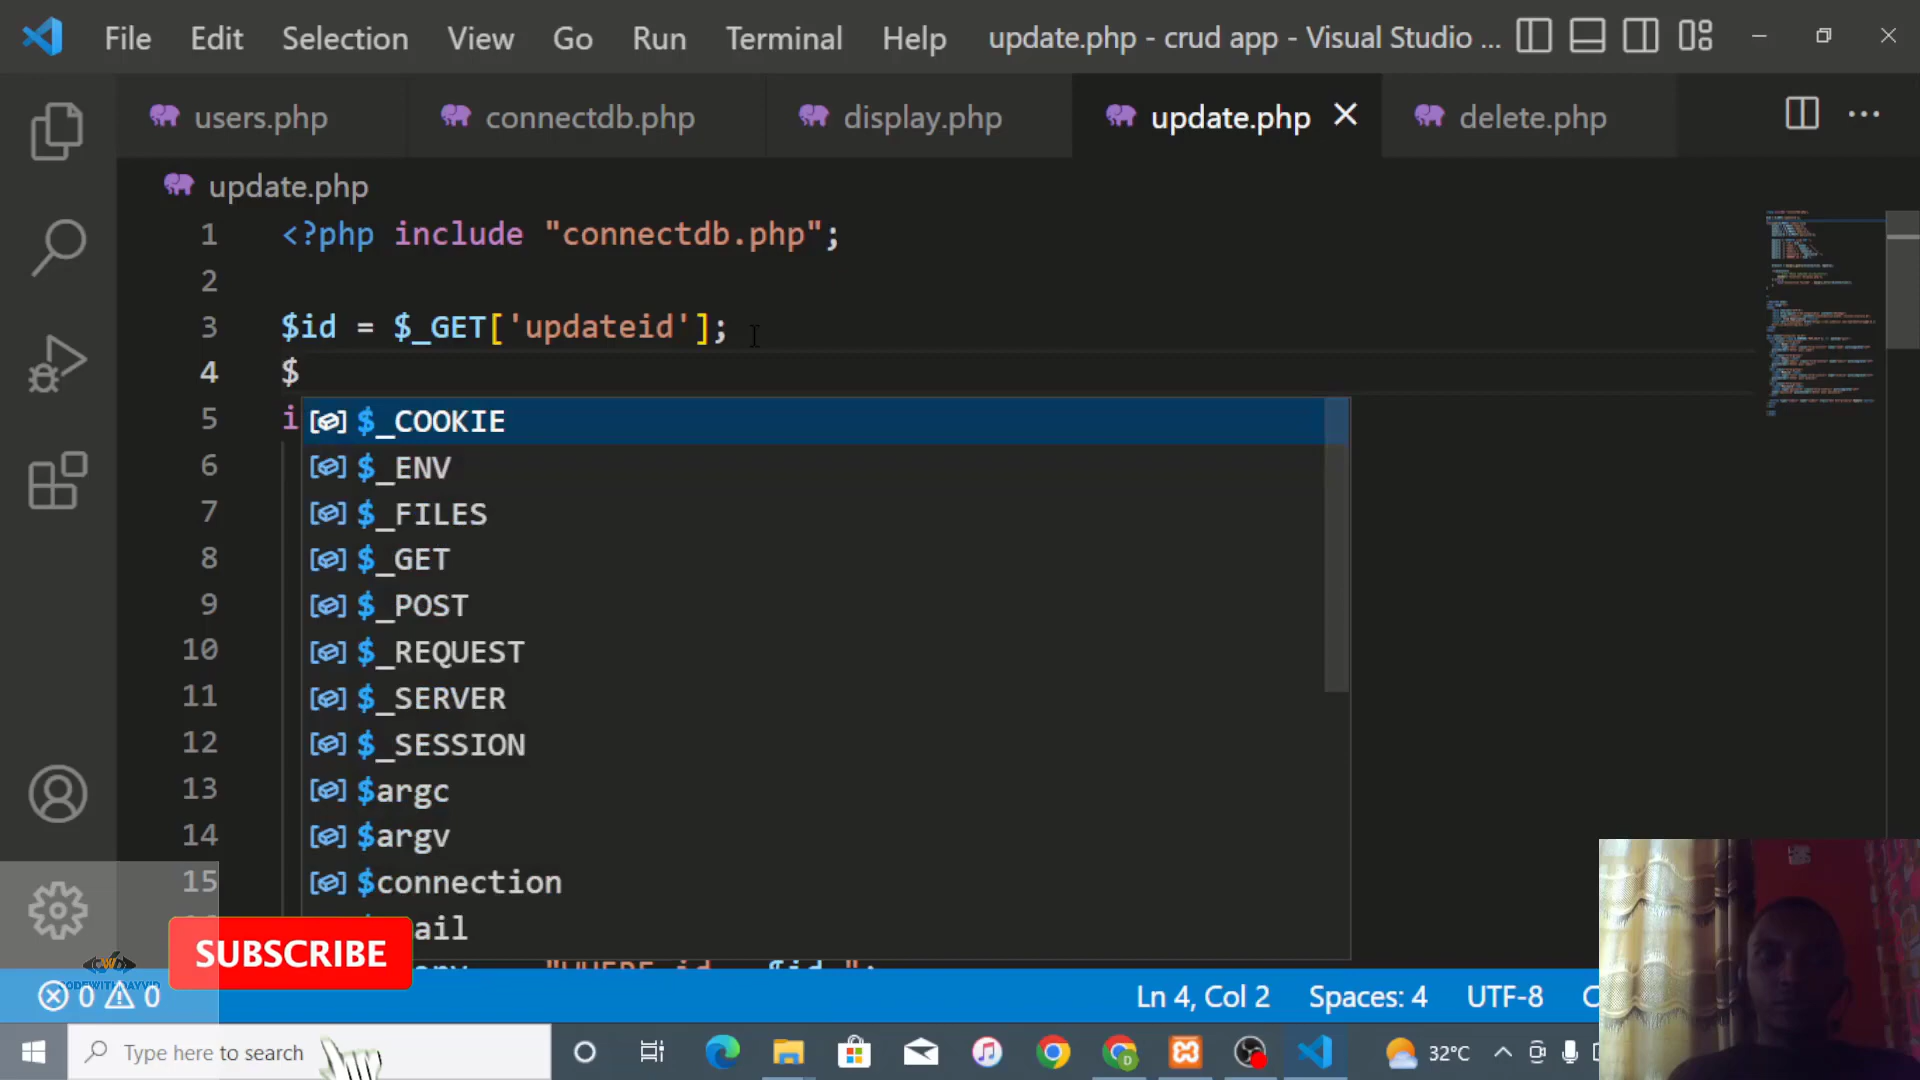 File Edit Selection View Go Run Terminal Help update.php - crud app - Visual Studio ...
users.php connectdb.php display.php update.php delete.php
update.php
1 <?php include "connectdb.php";
2
3 $id = $_GET['updateid'];
4 $
5 i
$_COOKIE
6 $_ENV
7 $_FILES
8 $_GET
9 $_POST
10 $_REQUEST
11 $_SERVER
12 $_SESSION
13 $argc
14 $argv
15 $connection
ail
"WHERE id = $id ";
SUBSCRIBE
CODEWITHDAYVID
0 0 Ln 4, Col 2 Spaces: 4 UTF-8
Type here to search 32°C